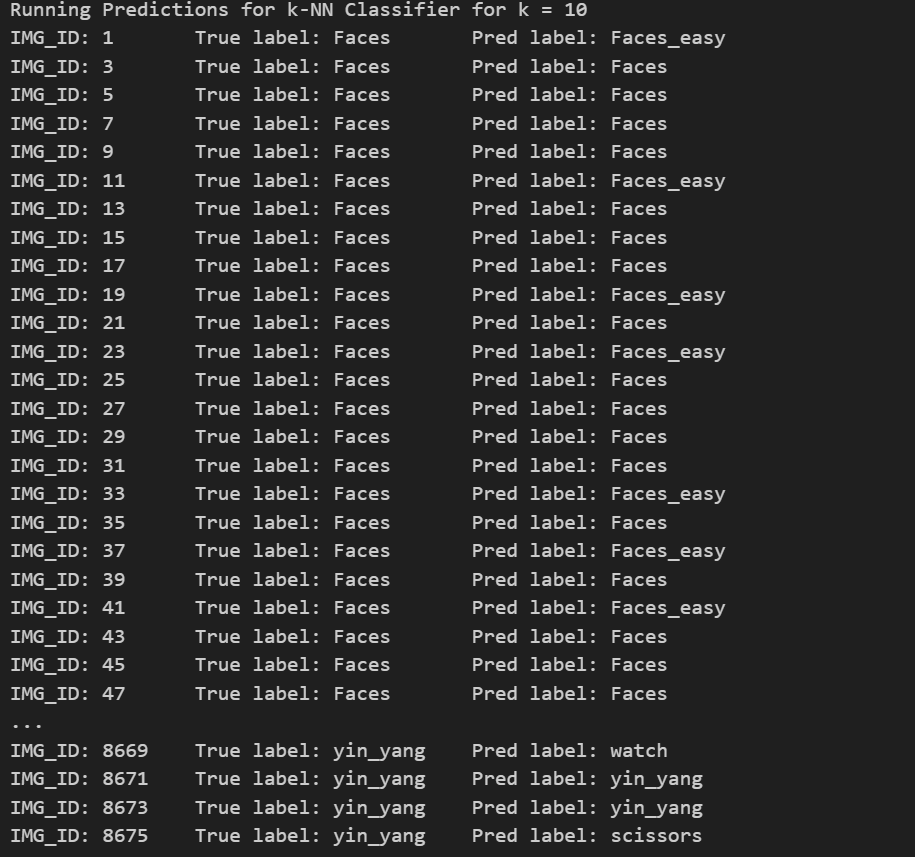 Running Predictions for k-NN Classifier for k = 10
IMG_ID: 1 True label: Faces Pred label: Faces_easy
IMG_ID: 3 True label: Faces Pred label: Faces
IMG_ID: 5 True label: Faces Pred label: Faces
IMG_ID: 7 True label: Faces Pred label: Faces
IMG_ID: 9 True label: Faces Pred label: Faces
IMG_ID: 11 True label: Faces Pred label: Faces_easy
IMG_ID: 13 True label: Faces Pred label: Faces
IMG_ID: 15 True label: Faces Pred label: Faces
IMG_ID: 17 True label: Faces Pred label: Faces
IMG_ID: 19 True label: Faces Pred label: Faces_easy
IMG_ID: 21 True label: Faces Pred label: Faces
IMG_ID: 23 True label: Faces Pred label: Faces_easy
IMG_ID: 25 True label: Faces Pred label: Faces
IMG_ID: 27 True label: Faces Pred label: Faces
IMG_ID: 29 True label: Faces Pred label: Faces
IMG_ID: 31 True label: Faces Pred label: Faces
IMG_ID: 33 True label: Faces Pred label: Faces_easy
IMG_ID: 35 True label: Faces Pred label: Faces
IMG_ID: 37 True label: Faces Pred label: Faces_easy
IMG_ID: 39 True label: Faces Pred label: Faces
IMG_ID: 41 True label: Faces Pred label: Faces_easy
IMG_ID: 43 True label: Faces Pred label: Faces
IMG_ID: 45 True label: Faces Pred label: Faces
IMG_ID: 47 True label: Faces Pred label: Faces
...
IMG_ID: 8669 True label: yin_yang Pred label: watch
IMG_ID: 8671 True label: yin_yang Pred label: yin_yang
IMG_ID: 8673 True label: yin_yang Pred label: yin_yang
IMG_ID: 8675 True label: yin_yang Pred label: scissors